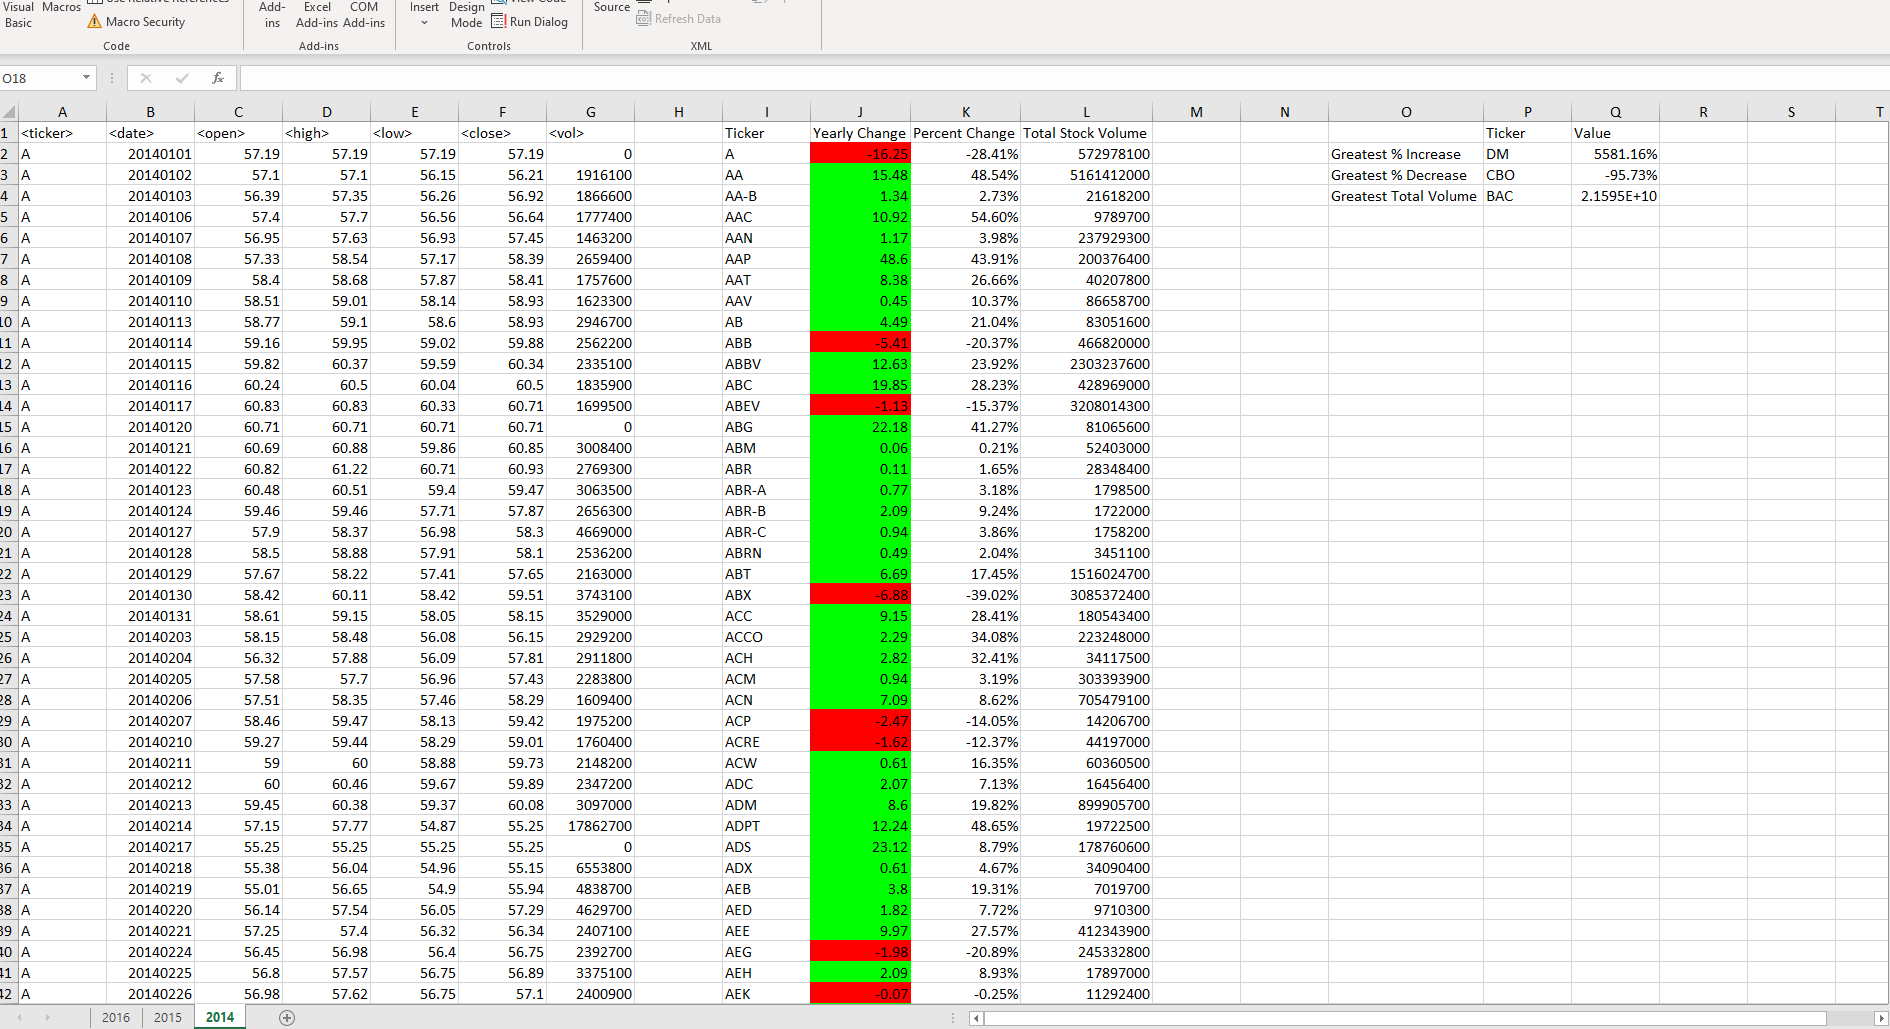 Visual Macros Add- Excel COM Insert Design Source
Basic Macro Security ins Add-ins Add-ins Mode Run Dialog Refresh Data
Code Add-ins Controls XML
O18 fx
A B C D E F G H I J K L M N O P Q R S T
1 <ticker> <date> <open> <high> <low> <close> <vol> Ticker Yearly Change Percent Change Total Stock Volume Ticker Value
2 A 20140101 57.19 57.19 57.19 57.19 0 A -16.25 -28.41% 572978100 Greatest % Increase DM 5581.16%
3 A 20140102 57.1 57.1 56.15 56.21 1916100 AA 15.48 48.54% 5161412000 Greatest % Decrease CBO -95.73%
4 A 20140103 56.39 57.35 56.26 56.92 1866600 AA-B 1.34 2.73% 21618200 Greatest Total Volume BAC 2.1595E+10
5 A 20140106 57.4 57.7 56.56 56.64 1777400 AAC 10.92 54.60% 9789700
6 A 20140107 56.95 57.63 56.93 57.45 1463200 AAN 1.17 3.98% 237929300
7 A 20140108 57.33 58.54 57.17 58.39 2659400 AAP 48.6 43.91% 200376400
8 A 20140109 58.4 58.68 57.87 58.41 1757600 AAT 8.38 26.66% 40207800
9 A 20140110 58.51 59.01 58.14 58.93 1623300 AAV 0.45 10.37% 86658700
10 A 20140113 58.77 59.1 58.6 58.93 2946700 AB 4.49 21.04% 83051600
11 A 20140114 59.16 59.95 59.02 59.88 2562200 ABB -5.41 -20.37% 466820000
12 A 20140115 59.82 60.37 59.59 60.34 2335100 ABBV 12.63 23.92% 2303237600
13 A 20140116 60.24 60.5 60.04 60.5 1835900 ABC 19.85 28.23% 428969000
14 A 20140117 60.83 60.83 60.33 60.71 1699500 ABEV -1.13 -15.37% 3208014300
15 A 20140120 60.71 60.71 60.71 60.71 0 ABG 22.18 41.27% 81065600
16 A 20140121 60.69 60.88 59.86 60.85 3008400 ABM 0.06 0.21% 52403000
17 A 20140122 60.82 61.22 60.71 60.93 2769300 ABR 0.11 1.65% 28348400
18 A 20140123 60.48 60.51 59.4 59.47 3063500 ABR-A 0.77 3.18% 1798500
19 A 20140124 59.46 59.46 57.71 57.87 2656300 ABR-B 2.09 9.24% 1722000
20 A 20140127 57.9 58.37 56.98 58.3 4669000 ABR-C 0.94 3.86% 1758200
21 A 20140128 58.5 58.88 57.91 58.1 2536200 ABRN 0.49 2.04% 3451100
22 A 20140129 57.67 58.22 57.41 57.65 2163000 ABT 6.69 17.45% 1516024700
23 A 20140130 58.42 60.11 58.42 59.51 3743100 ABX -6.88 -39.02% 3085372400
24 A 20140131 58.61 59.15 58.05 58.15 3529000 ACC 9.15 28.41% 180543400
25 A 20140203 58.15 58.48 56.08 56.15 2929200 ACCO 2.29 34.08% 223248000
26 A 20140204 56.32 57.88 56.09 57.81 2911800 ACH 2.82 32.41% 34117500
27 A 20140205 57.58 57.7 56.96 57.43 2283800 ACM 0.94 3.19% 303393900
28 A 20140206 57.51 58.35 57.46 58.29 1609400 ACN 7.09 8.62% 705479100
29 A 20140207 58.46 59.47 58.13 59.42 1975200 ACP -2.47 -14.05% 14206700
30 A 20140210 59.27 59.44 58.29 59.01 1760400 ACRE -1.62 -12.37% 44197000
31 A 20140211 59 60 58.88 59.73 2148200 ACW 0.61 16.35% 60360500
32 A 20140212 60 60.46 59.67 59.89 2347200 ADC 2.07 7.13% 16456400
33 A 20140213 59.45 60.38 59.37 60.08 3097000 ADM 8.6 19.82% 899905700
34 A 20140214 57.15 57.77 54.87 55.25 17862700 ADPT 12.24 48.65% 19722500
35 A 20140217 55.25 55.25 55.25 55.25 0 ADS 23.12 8.79% 178760600
36 A 20140218 55.38 56.04 54.96 55.15 6553800 ADX 0.61 4.67% 34090400
37 A 20140219 55.01 56.65 54.9 55.94 4838700 AEB 3.8 19.31% 7019700
38 A 20140220 56.14 57.54 56.05 57.29 4629700 AED 1.82 7.72% 9710300
39 A 20140221 57.25 57.4 56.32 56.34 2407100 AEE 9.97 27.57% 412343900
40 A 20140224 56.45 56.98 56.4 56.75 2392700 AEG -1.98 -20.89% 245332800
41 A 20140225 56.8 57.57 56.75 56.89 3375100 AEH 2.09 8.93% 17897000
42 A 20140226 56.98 57.62 56.75 57.1 2400900 AEK -0.07 -0.25% 11292400
2016 2015 2014